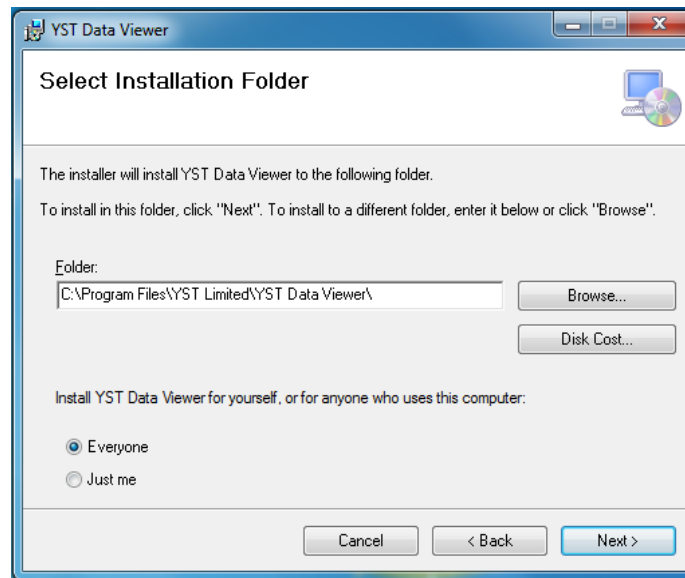 YST Data Viewer
Select Installation Folder
The installer will install YST Data Viewer to the following folder.
To install in this folder, click "Next". To install to a different folder, enter it below or click "Browse".
Folder:
C:\Program Files\YST Limited\YST Data Viewer\
Browse...
Disk Cost...
Install YST Data Viewer for yourself, or for anyone who uses this computer:
Everyone
Just me
Cancel
< Back
Next >